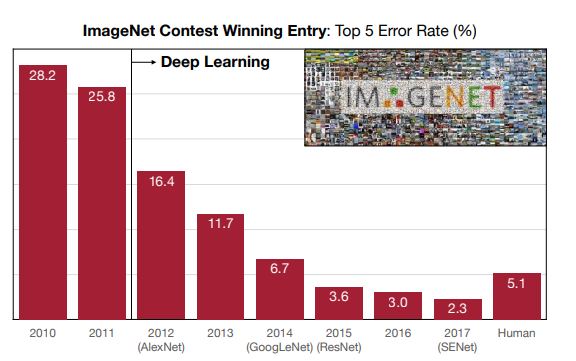 ImageNet Contest Winning Entry: Top 5 Error Rate (%)
Deep Learning
IMAGENET
28.2
25.8
16.4
11.7
6.7
3.6
3.0
2.3
5.1
2010 2011 2012 2013 2014 2015 2016 2017 Human
(AlexNet) (GoogLeNet) (ResNet) (SENet)